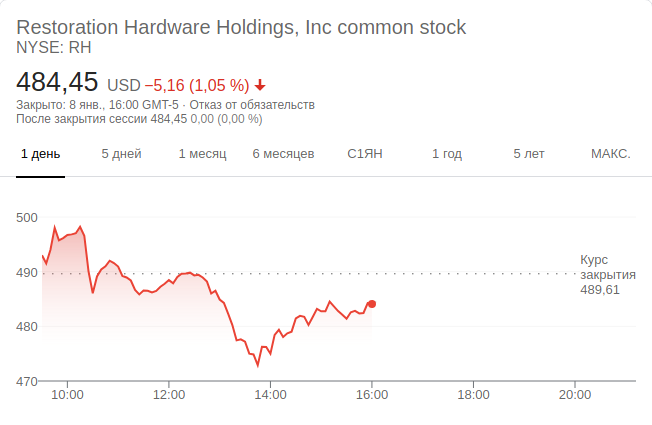 Restoration Hardware Holdings, Inc common stock
NYSE: RH
484,45 USD −5,16 (1,05 %)
Закрыто: 8 янв., 16:00 GMT-5 · Отказ от обязательств
После закрытия сессии 484,45 0,00 (0,00 %)
1 день 5 дней 1 месяц 6 месяцев С1ЯН 1 год 5 лет МАКС.
500
490
480
470
Курс
закрытия
489,61
10:00 12:00 14:00 16:00 18:00 20:00